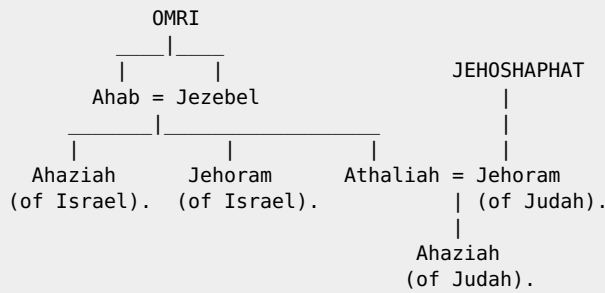 OMRI
JEHOSHAPHAT
Ahab = Jezebel
Ahaziah Jehoram Athaliah = Jehoram
(of Israel). (of Israel). (of Judah).
Ahaziah
(of Judah).